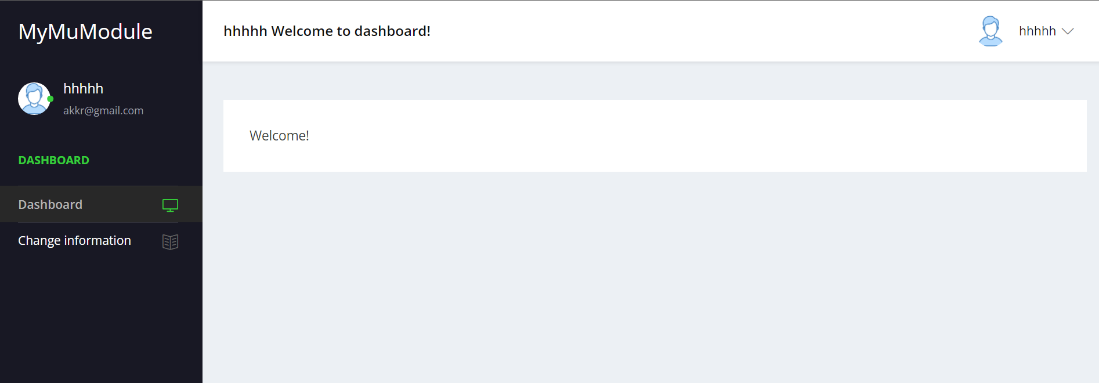 MyMuModule
hhhhh Welcome to dashboard!
hhhhh
hhhhh
akkr@gmail.com
DASHBOARD
Welcome!
Dashboard
Change information